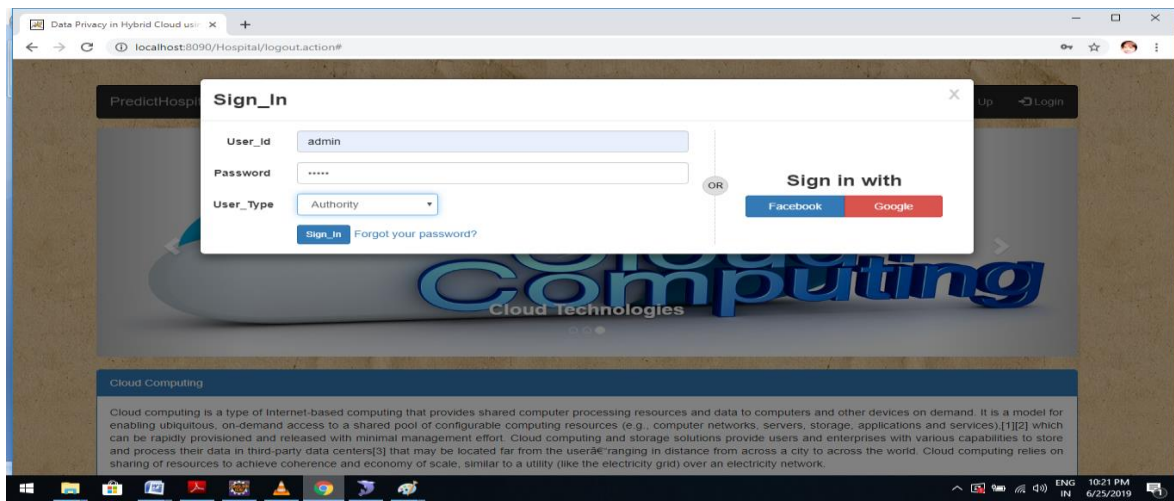 Data Privacy in Hybrid Cloud usin
localhost:8090/Hospital/logout.action#
PredictHospi
Up
Login
Sign_In
×
User_Id
admin
Password
•••••
User_Type
Authority
Sign_In Forgot your password?
OR
Sign in with
Facebook Google
Computing
Cloud Technologies
Cloud Computing
Cloud computing is a type of Internet-based computing that provides shared computer processing resources and data to computers and other devices on demand. It is a model for
enabling ubiquitous, on-demand access to a shared pool of configurable computing resources (e.g., computer networks, servers, storage, applications and services),[1][2] which
can be rapidly provisioned and released with minimal management effort. Cloud computing and storage solutions provide users and enterprises with various capabilities to store
and process their data in third-party data centers[3] that may be located far from the userâ€"ranging in distance from across a city to across the world. Cloud computing relies on
sharing of resources to achieve coherence and economy of scale, similar to a utility (like the electricity grid) over an electricity network.
ENG 10:21 PM
IN 6/25/2019